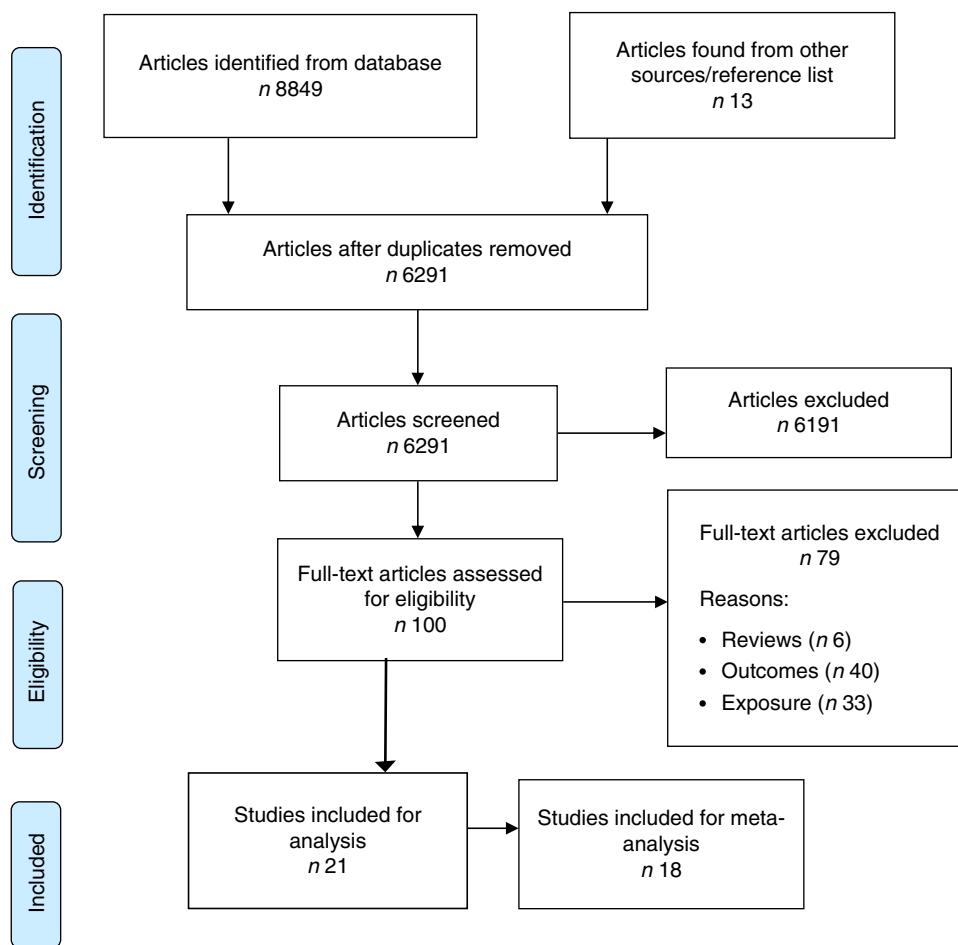 Identification
Articles identified from database
n 8849
Articles found from other
sources/reference list
n 13
Articles after duplicates removed
n 6291
Screening
Articles screened
n 6291
Articles excluded
n 6191
Eligibility
Full-text articles assessed
for eligibility
n 100
Full-text articles excluded
n 79
Reasons:
• Reviews (n 6)
• Outcomes (n 40)
• Exposure (n 33)
Included
Studies included for
analysis
n 21
Studies included for meta-
analysis
n 18